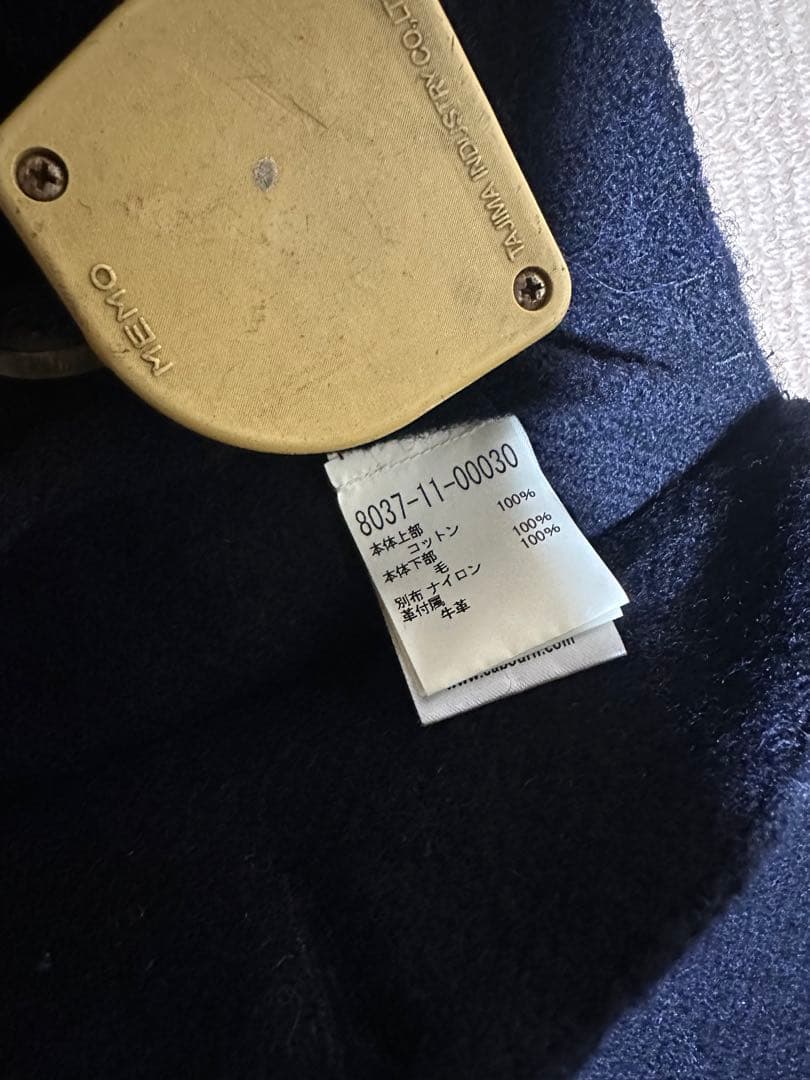 TAJIMA INDUSTRY CO.,LT
MEMO
8037-11-00030
本体上部
コットン 100%
本体下部
毛 100%
別布 ナイロン 100%
革付属
牛革